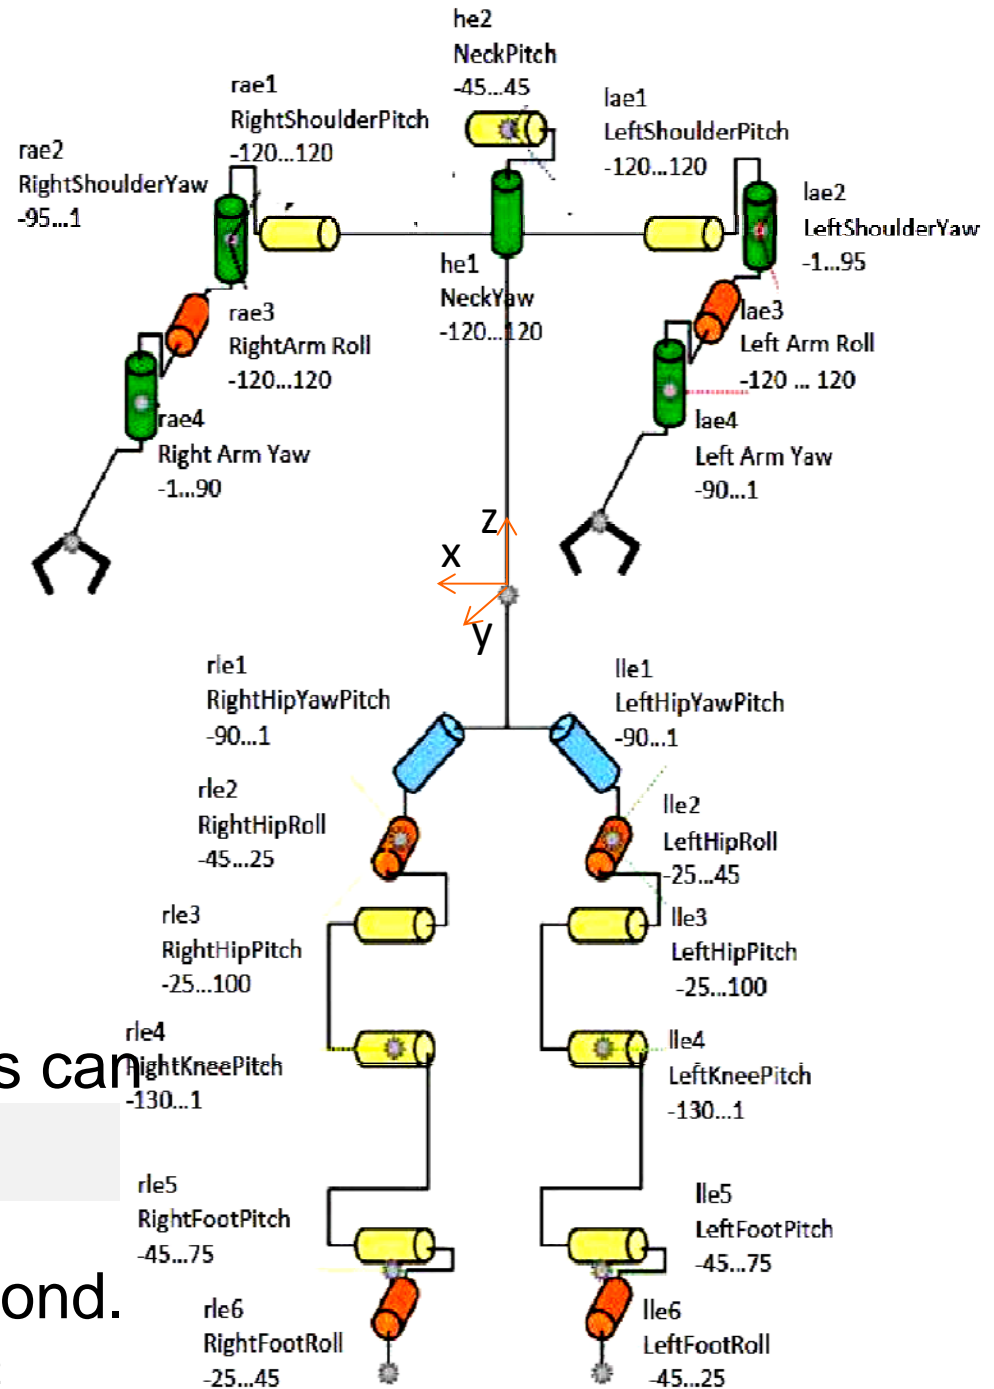 he2
NeckPitch
-45...45
rae1
RightShoulderPitch
-120...120
lae1
LeftShoulderPitch
-120...120
rae2
RightShoulderYaw
-95...1
lae2
LeftShoulderYaw
-1...95
he1
NeckYaw
-120...120
rae3
RightArm Roll
-120...120
lae3
Left Arm Roll
-120 ... 120
rae4
Right Arm Yaw
-1...90
lae4
Left Arm Yaw
-90...1
z
x
y
rle1
RightHipYawPitch
-90...1
lle1
LeftHipYawPitch
-90...1
rle2
RightHipRoll
-45...25
lle2
LeftHipRoll
-25...45
rle3
RightHipPitch
-25...100
lle3
LeftHipPitch
-25...100
rle4
RightKneePitch
-130...1
s can
lle4
LeftKneePitch
-130...1
rle5
RightFootPitch
-45...75
lle5
LeftFootPitch
-45...75
ond.
rle6
RightFootRoll
-25...45
lle6
LeftFootRoll
-45...25